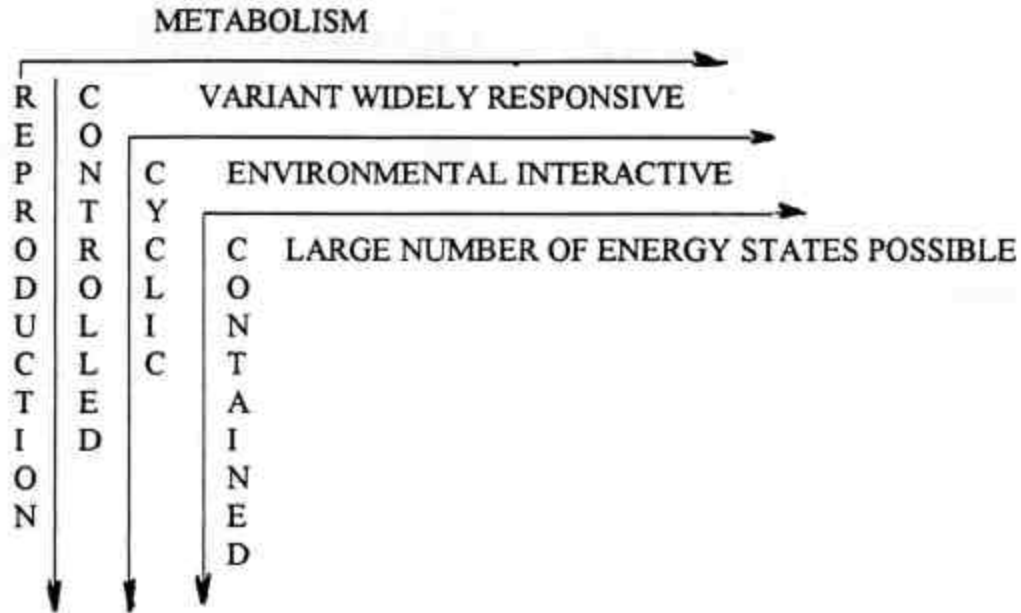 METABOLISM
REPRODUCTION
CONTROLLED
VARIANT WIDELY RESPONSIVE
CYCLIC
ENVIRONMENTAL INTERACTIVE
CONTAINED
LARGE NUMBER OF ENERGY STATES POSSIBLE